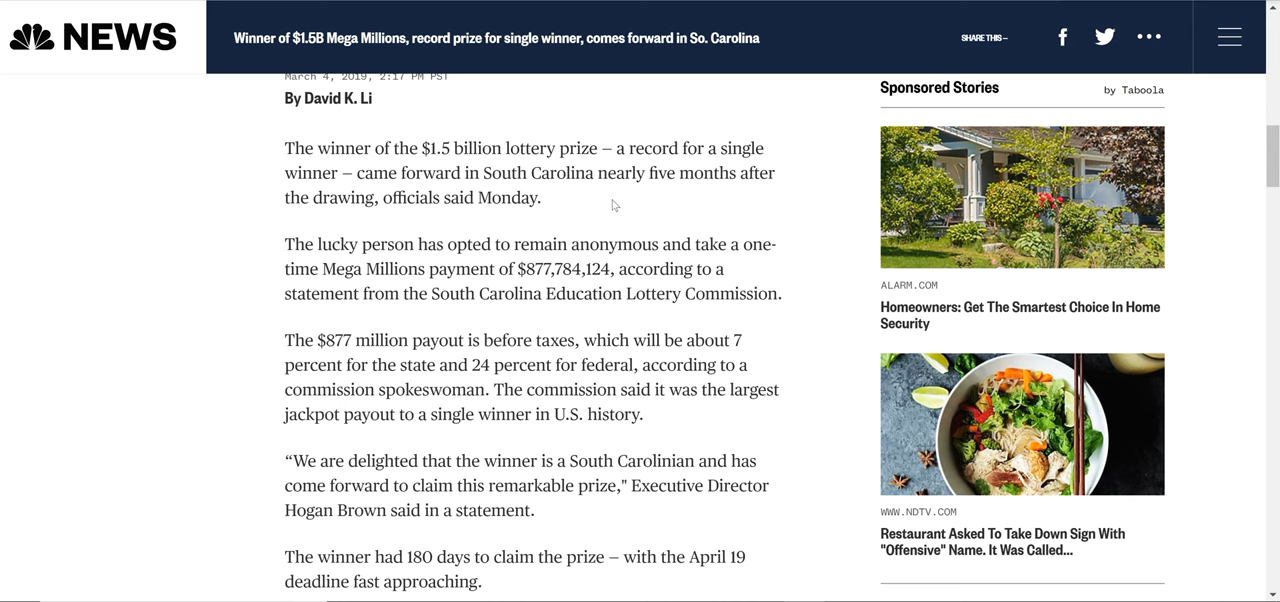 NEWS
Winner of $1.5B Mega Millions, record prize for single winner, comes forward in So. Carolina
SHARE THIS —
March 4, 2019, 2:17 PM PST
By David K. Li
The winner of the $1.5 billion lottery prize — a record for a single
winner — came forward in South Carolina nearly five months after
the drawing, officials said Monday.
The lucky person has opted to remain anonymous and take a one-
time Mega Millions payment of $877,784,124, according to a
statement from the South Carolina Education Lottery Commission.
The $877 million payout is before taxes, which will be about 7
percent for the state and 24 percent for federal, according to a
commission spokeswoman. The commission said it was the largest
jackpot payout to a single winner in U.S. history.
“We are delighted that the winner is a South Carolinian and has
come forward to claim this remarkable prize," Executive Director
Hogan Brown said in a statement.
The winner had 180 days to claim the prize — with the April 19
deadline fast approaching.
Sponsored Stories
by Taboola
ALARM.COM
Homeowners: Get The Smartest Choice In Home
Security
WWW.NDTV.COM
Restaurant Asked To Take Down Sign With
"Offensive" Name. It Was Called...